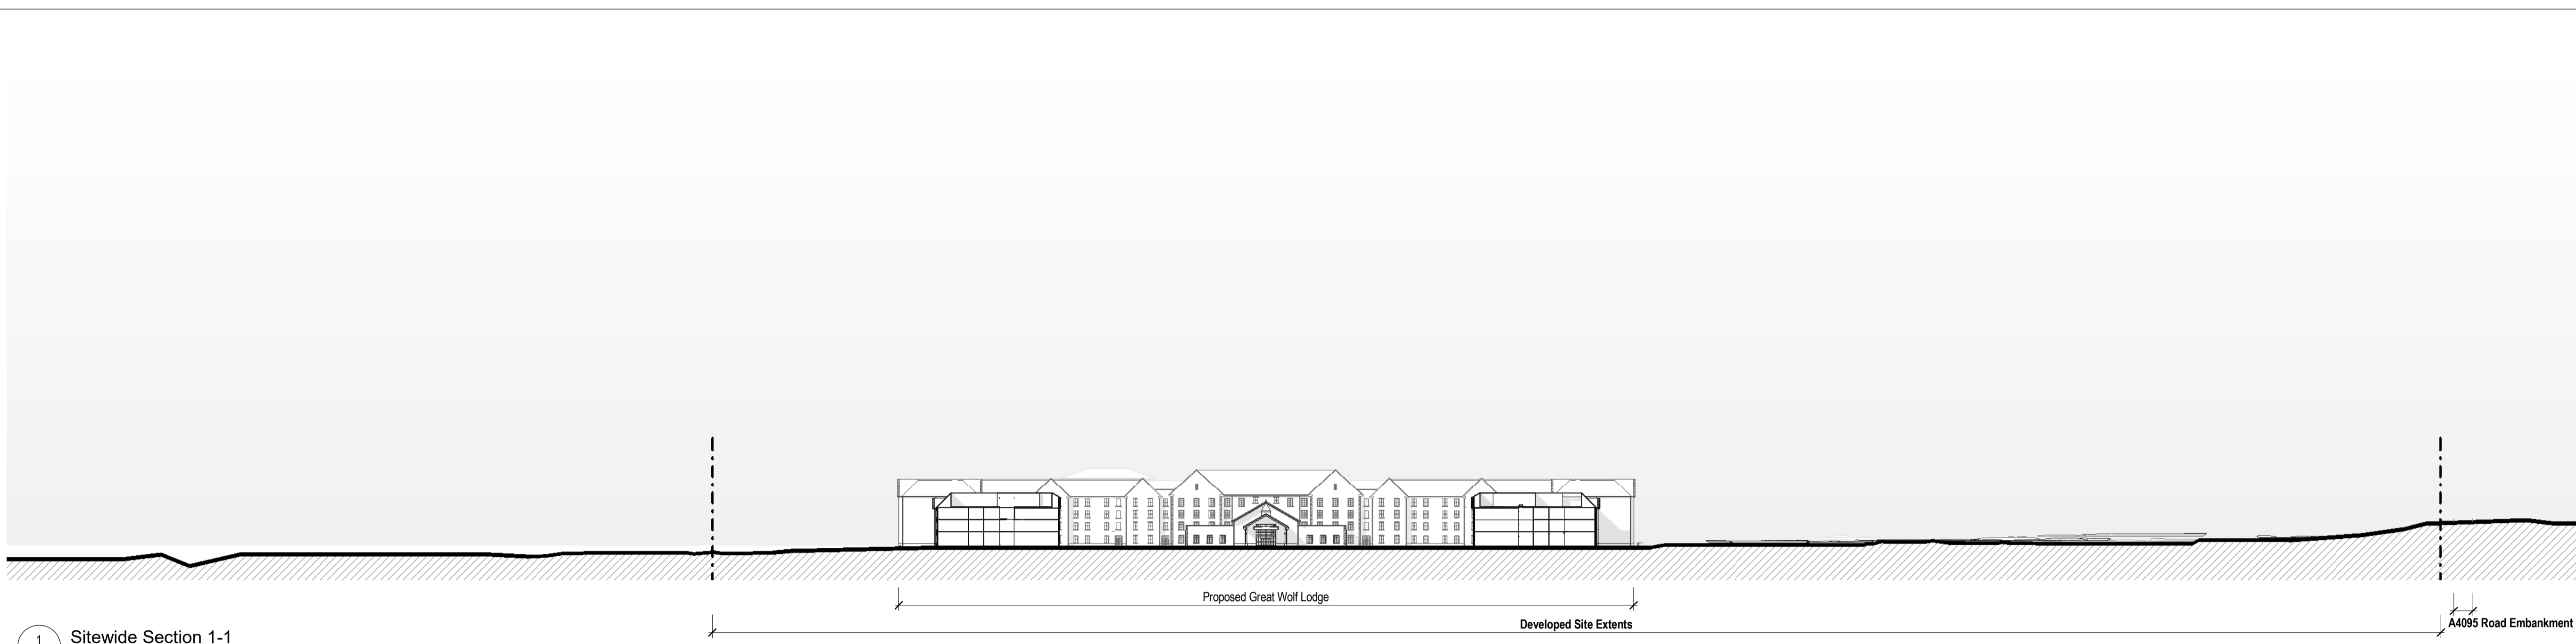 Proposed Great Wolf Lodge
Developed Site Extents
A4095 Road Embankment
1
Sitewide Section 1-1